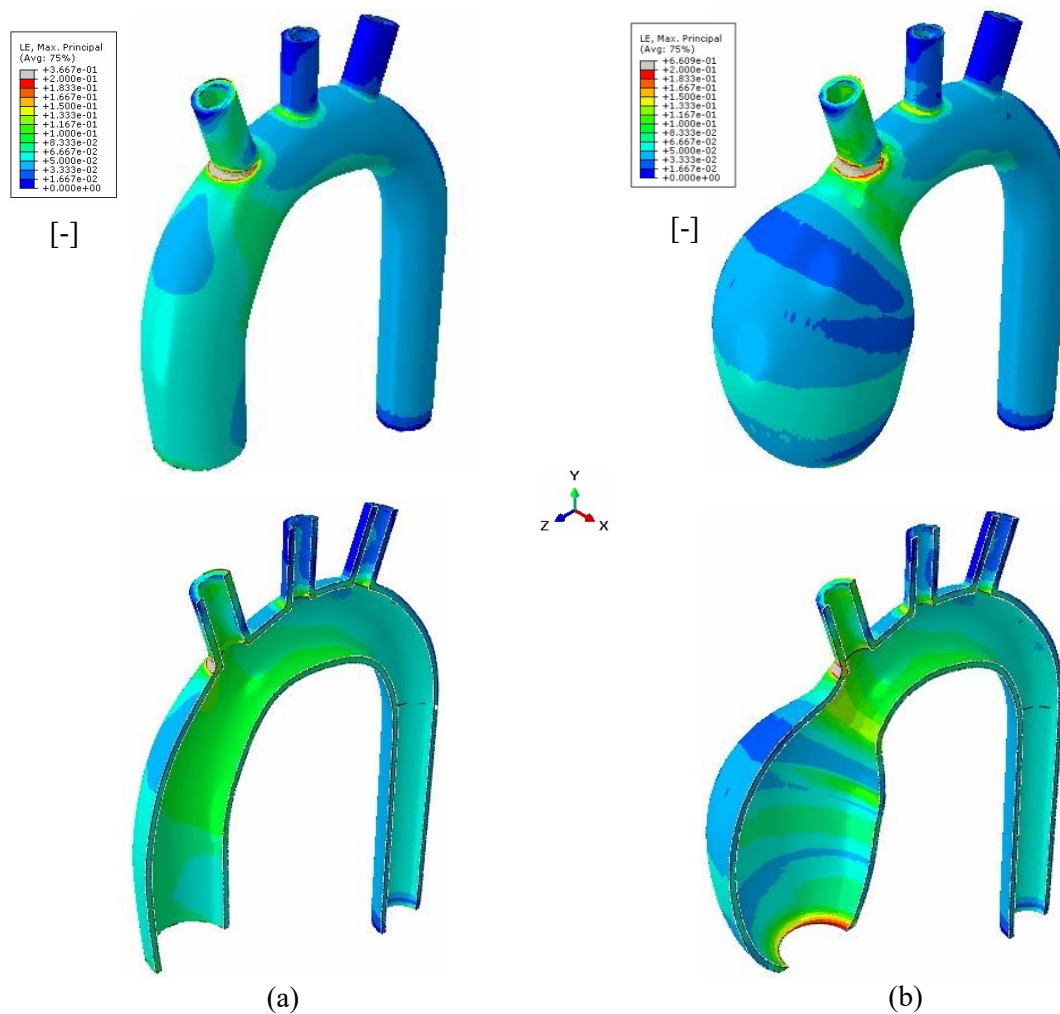 LE, Max. Principal
(Avg: 75%)
+3.667e-01
+2.000e-01
+1.833e-01
+1.667e-01
+1.500e-01
+1.333e-01
+1.167e-01
+1.000e-01
+8.333e-02
+6.667e-02
+5.000e-02
+3.333e-02
+1.667e-02
+0.000e+00
[-]
LE, Max. Principal
(Avg: 75%)
+6.609e-01
+2.000e-01
+1.833e-01
+1.667e-01
+1.500e-01
+1.333e-01
+1.167e-01
+1.000e-01
+8.333e-02
+6.667e-02
+5.000e-02
+3.333e-02
+1.667e-02
+0.000e+00
[-]
Y
Z X
(a)
(b)